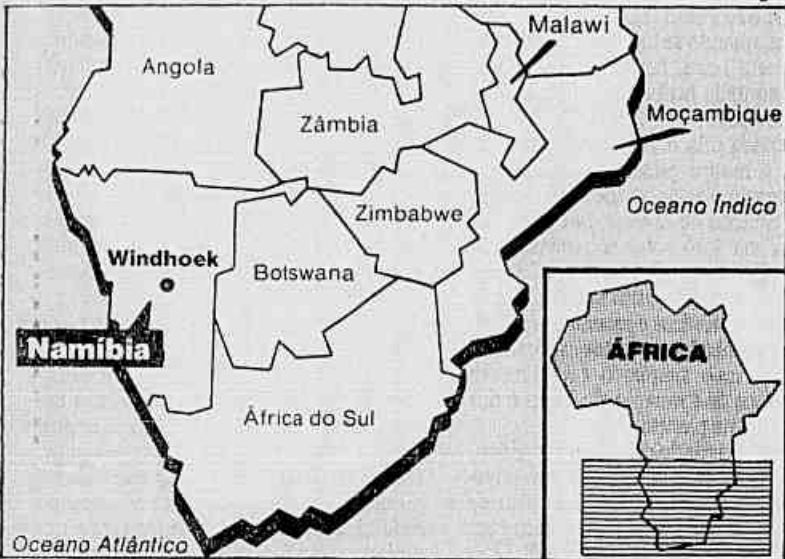 Malawi
Angola
Moçambique
Zâmbia
Oceano Índico
Zimbabwe
Windhoek
Botswana
Namíbia
ÁFRICA
África do Sul
Oceano Atlântico